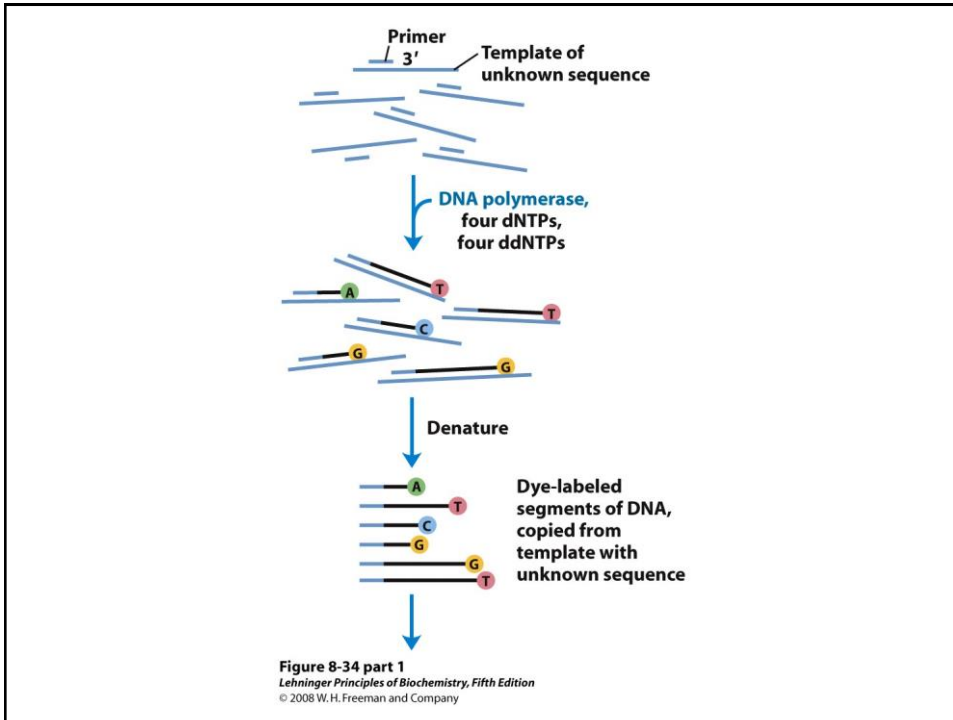 Primer
3′
Template of
unknown sequence
DNA polymerase,
four dNTPs,
four ddNTPs
T
A
T
C
G
G
Denature
A
T
C
G
G
T
Dye-labeled
segments of DNA,
copied from
template with
unknown sequence
Figure 8-34 part 1
Lehninger Principles of Biochemistry, Fifth Edition
© 2008 W. H. Freeman and Company